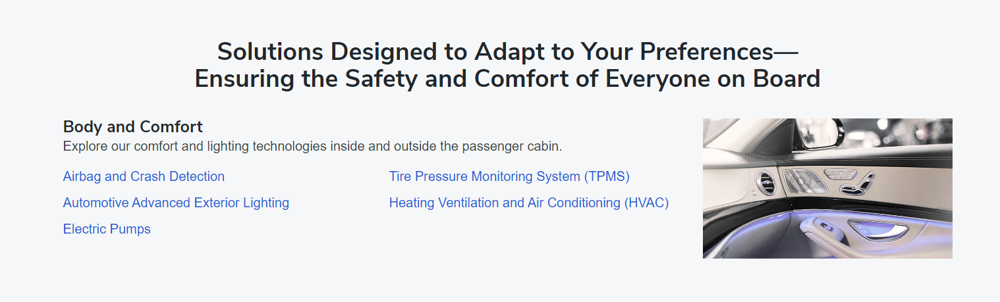 Solutions Designed to Adapt to Your Preferences—
Ensuring the Safety and Comfort of Everyone on Board
Body and Comfort
Explore our comfort and lighting technologies inside and outside the passenger cabin.
Airbag and Crash Detection
Tire Pressure Monitoring System (TPMS)
Automotive Advanced Exterior Lighting
Heating Ventilation and Air Conditioning (HVAC)
Electric Pumps